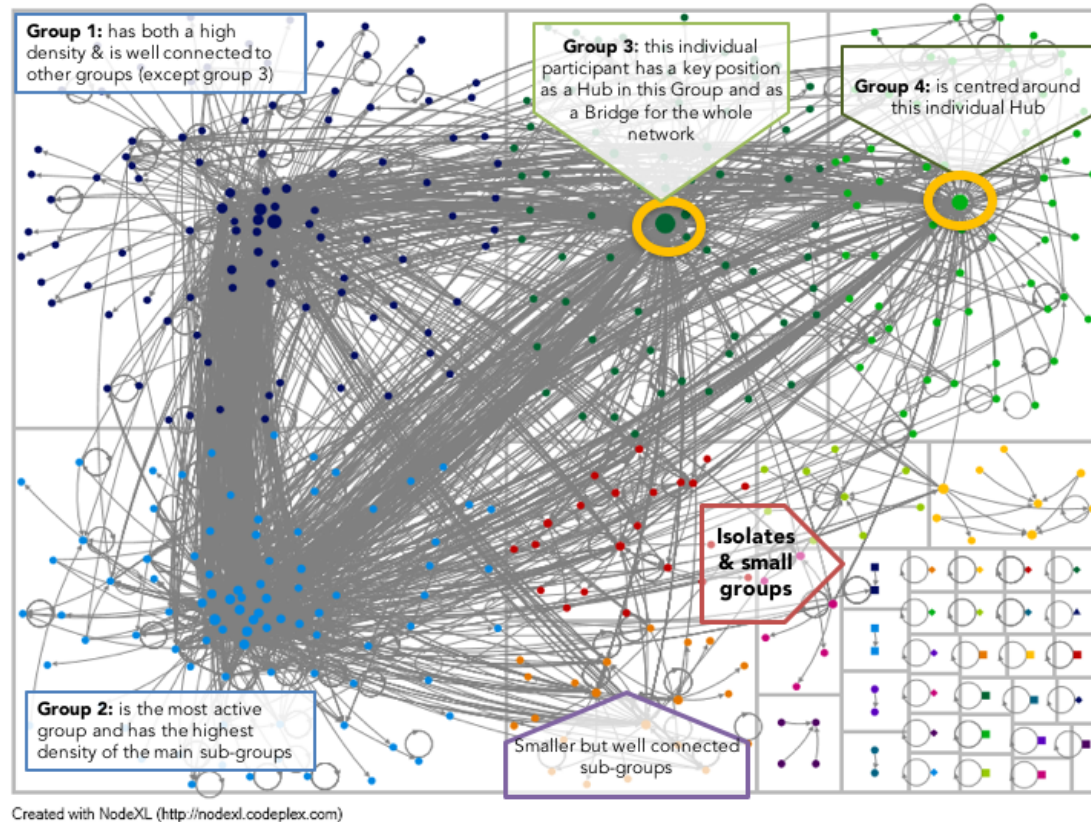 Group 1: has both a high
density & is well connected to
other groups (except group 3)
Group 3: this individual
participant has a key position
as a Hub in this Group and as
a Bridge for the whole
network
Group 4: is centred around
this individual Hub
Isolates
& small
groups
Group 2: is the most active
group and has the highest
density of the main sub-groups
Smaller but well connected
sub-groups
Created with NodeXL (http://nodexl.codeplex.com)